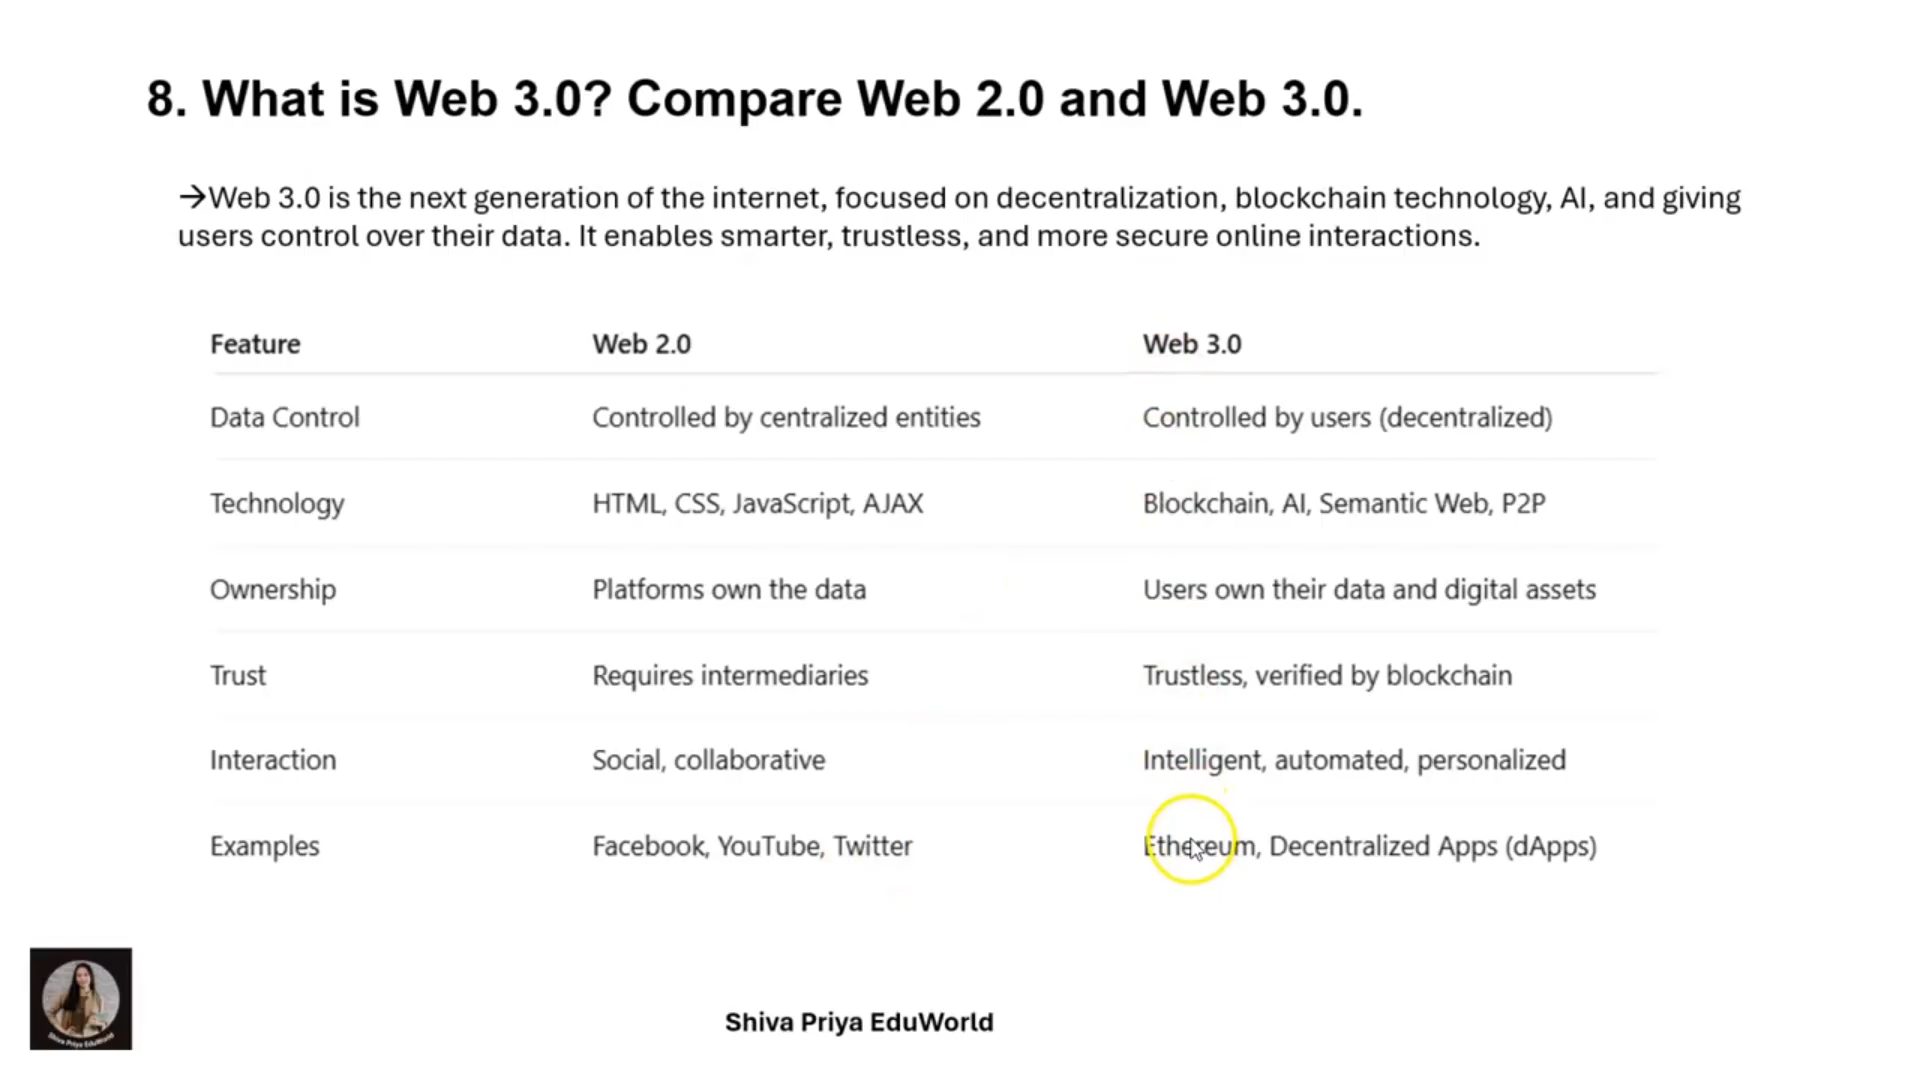 8. What is Web 3.0? Compare Web 2.0 and Web 3.0.
→Web 3.0 is the next generation of the internet, focused on decentralization, blockchain technology, AI, and giving
users control over their data. It enables smarter, trustless, and more secure online interactions.
Feature Web 2.0 Web 3.0
Data Control Controlled by centralized entities Controlled by users (decentralized)
Technology HTML, CSS, JavaScript, AJAX Blockchain, AI, Semantic Web, P2P
Ownership Platforms own the data Users own their data and digital assets
Trust Requires intermediaries Trustless, verified by blockchain
Interaction Social, collaborative Intelligent, automated, personalized
Examples Facebook, YouTube, Twitter Ethereum, Decentralized Apps (dApps)
Shiva Priya EduWorld
Shiva Priya EduWorld